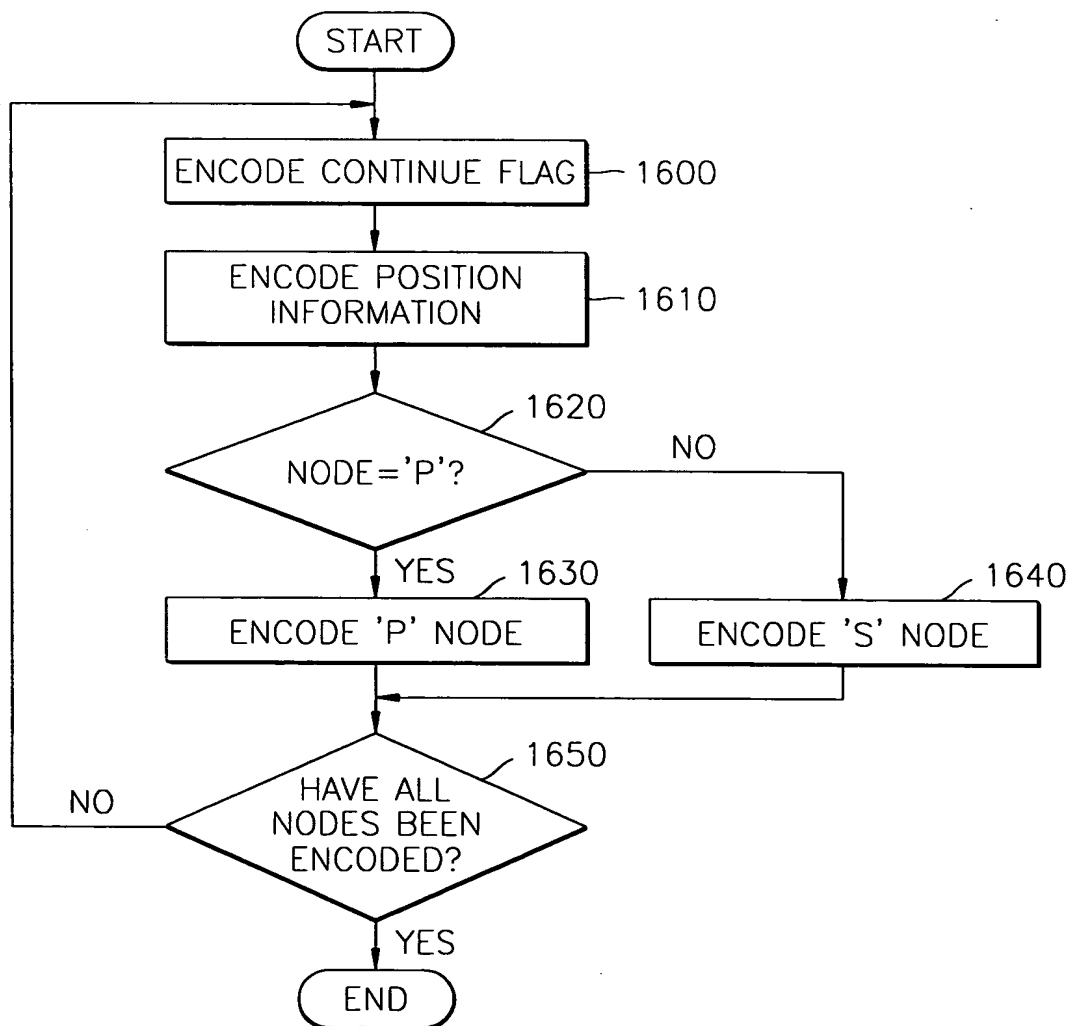 START
ENCODE CONTINUE FLAG
1600
ENCODE POSITION
INFORMATION
1610
1620
NODE='P'?
NO
YES
1630
1640
ENCODE 'P' NODE
ENCODE 'S' NODE
1650
HAVE ALL
NODES BEEN
ENCODED?
NO
YES
END